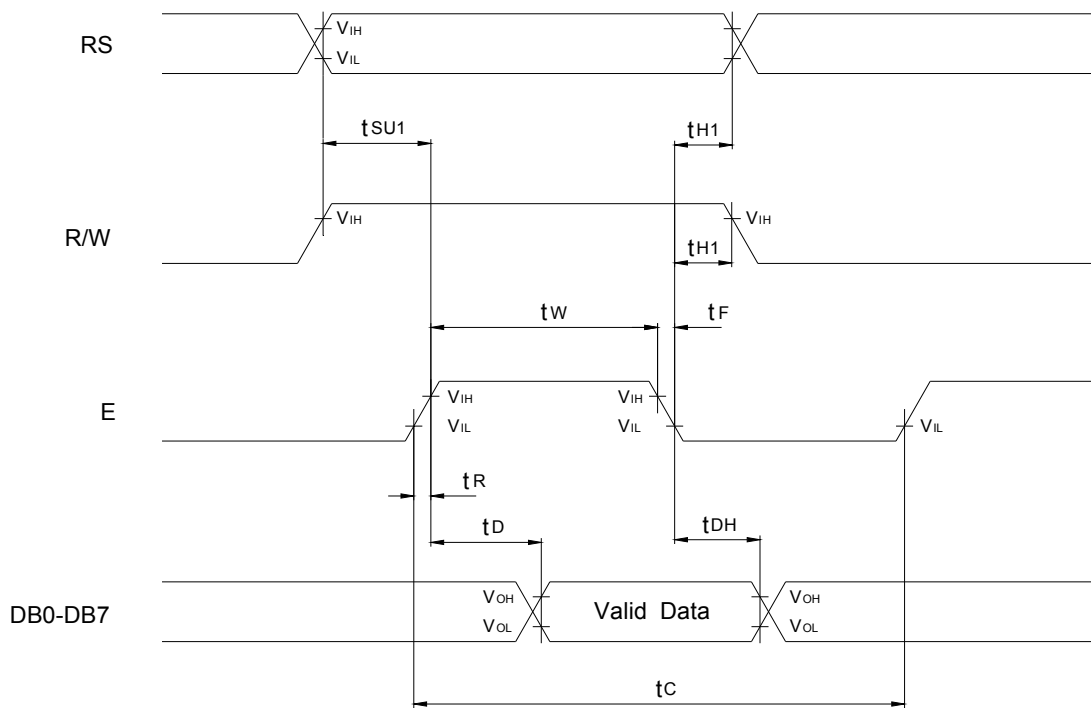 RS
VIH
VIL
tSU1
tH1
R/W
VIH
VIH
tH1
tW
tF
E
VIH
VIL
VIH
VIL
VIL
tR
tD
tDH
DB0-DB7
VOH
VOL
Valid Data
VOH
VOL
tC